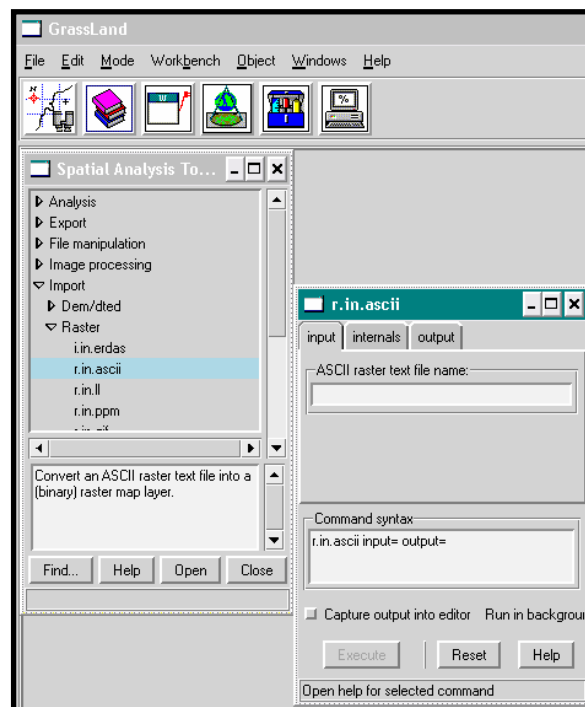 GrassLand
File Edit Mode Workbench Object Windows Help
W
%
Spatial Analysis To...
Analysis
Export
File manipulation
Image processing
Import
Dem/dted
Raster
i.in.erdas
r.in.ascii
r.in.ll
r.in.ppm
Convert an ASCII raster text file into a
(binary) raster map layer.
Find... Help Open Close
r.in.ascii
input internals output
ASCII raster text file name:
Command syntax
r.in.ascii input= output=
Capture output into editor Run in backgrour
Execute Reset Help
Open help for selected command